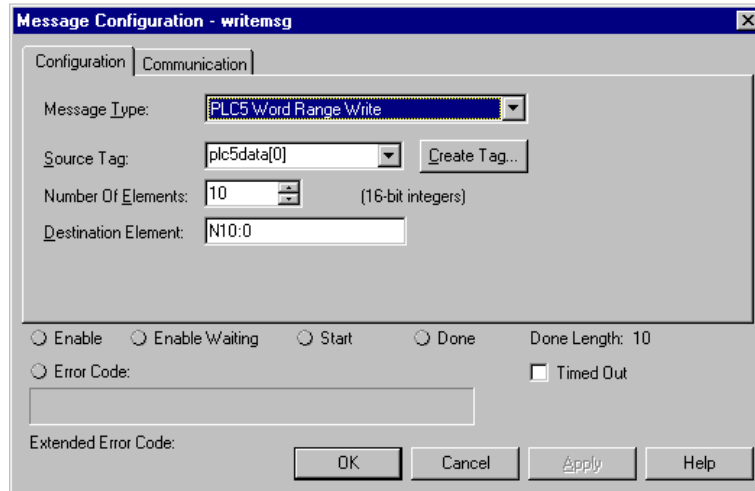 Message Configuration - writemsg
Configuration Communication
Message Type: PLC5 Word Range Write
Source Tag: plc5data[0] Create Tag...
Number Of Elements: 10 (16-bit integers)
Destination Element: N10:0
Enable Enable Waiting Start Done Done Length: 10
Error Code: Timed Out
Extended Error Code:
OK Cancel Apply Help